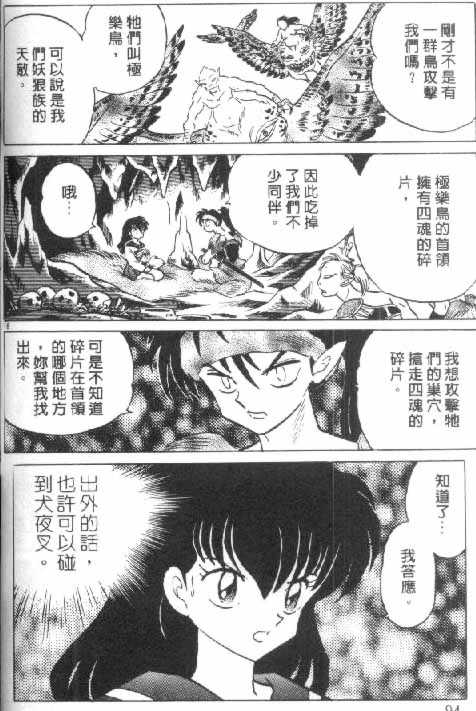 剛才不是有
一群鳥攻擊
我們嗎？
牠們叫極
樂鳥，
可以說是我
們妖狼族的
天敵。
極樂鳥的首領
擁有四魂的碎
片，
因此吃掉
了我們不
少同伴。
哦…
我想攻擊牠
們的巢穴，
搶走四魂的
碎片。
可是不知道
碎片在首領
的哪個地方
，妳幫我找
出來。
知道了…
我答應。
出外的話，
也許可以碰
到犬夜叉。
94